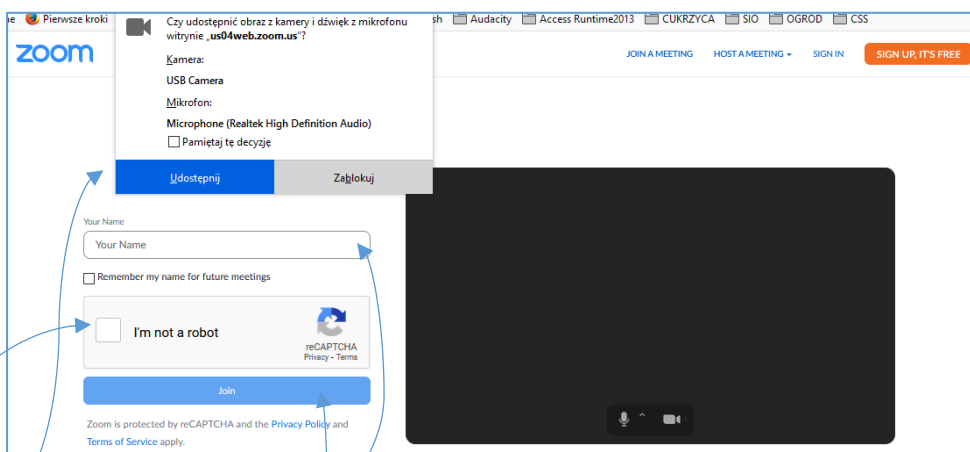 Pierwsze kroki
sh Audacity Access Runtime2013 CUKRZYCA SIO OGROD CSS
Czy udostępnić obraz z kamery i dźwięk z mikrofonu
witrynie „us04web.zoom.us”?
Kamera:
USB Camera
Mikrofon:
Microphone (Realtek High Definition Audio)
Pamiętaj tę decyzję
Udostępnij Zablokuj
zoom
JOIN A MEETING HOST A MEETING SIGN IN SIGN UP, IT'S FREE
Your Name
Your Name
Remember my name for future meetings
I'm not a robot
reCAPTCHA
Privacy - Terms
Join
Zoom is protected by reCAPTCHA and the Privacy Policy and
Terms of Service apply.